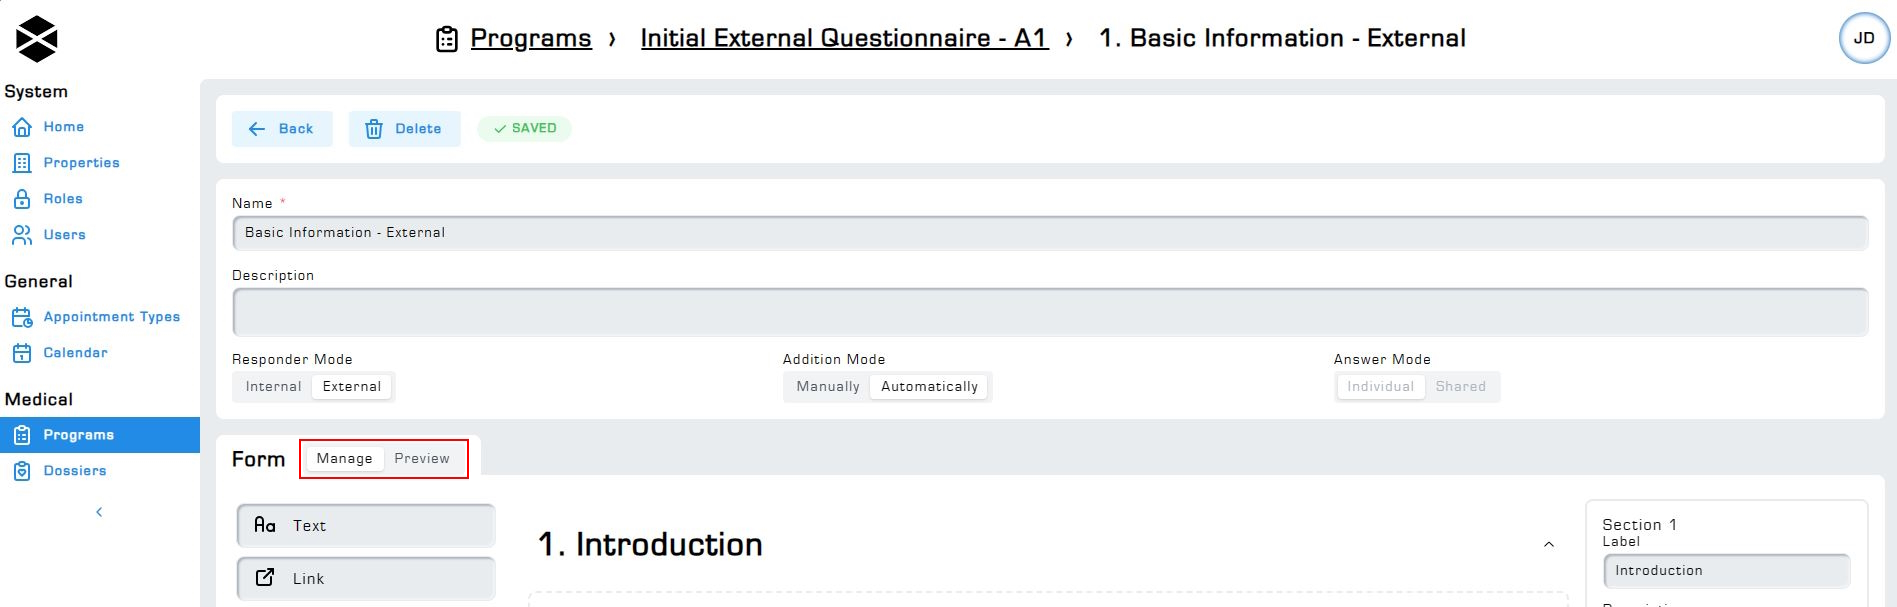 Programs › Initial External Questionnaire - A1 › 1. Basic Information - External
JD
System
Home
Properties
Roles
Users
General
Appointment Types
Calendar
Medical
Programs
Dossiers
Back
Delete
SAVED
Name *
Basic Information - External
Description
Responder Mode
Internal External
Addition Mode
Manually Automatically
Answer Mode
Individual Shared
Form Manage Preview
Text
Link
1. Introduction
Section 1
Label
Introduction